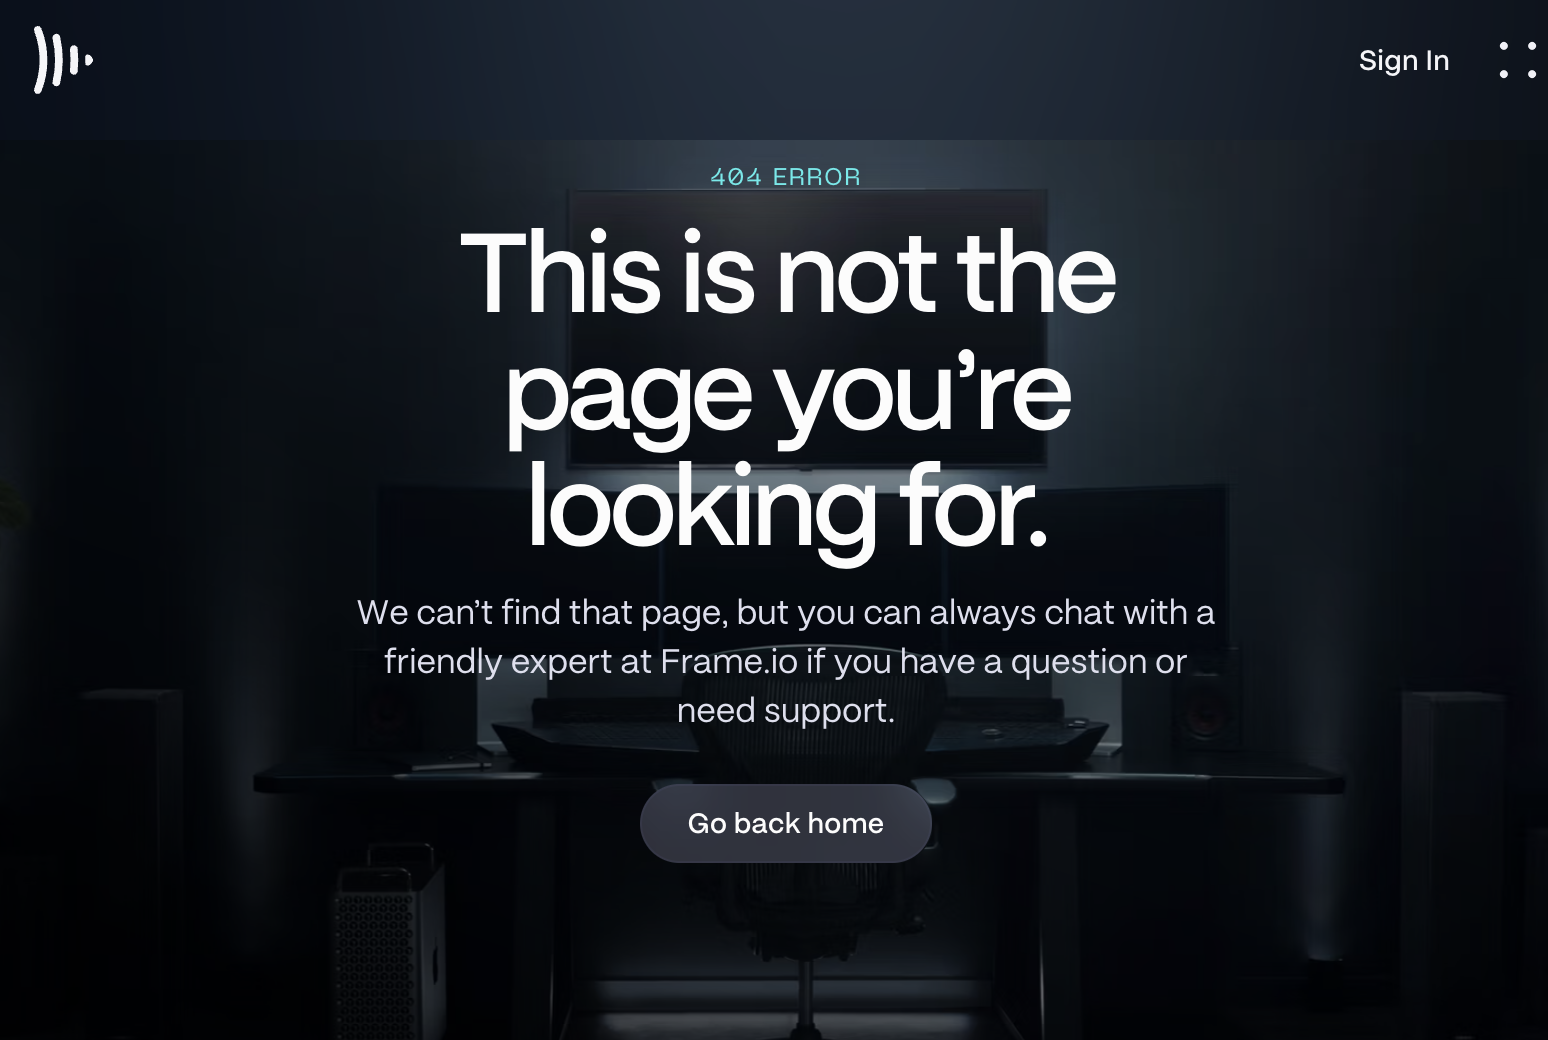 Sign In
404 ERROR
This is not the
page you’re
looking for.
We can’t find that page, but you can always chat with a
friendly expert at Frame.io if you have a question or
need support.
Go back home